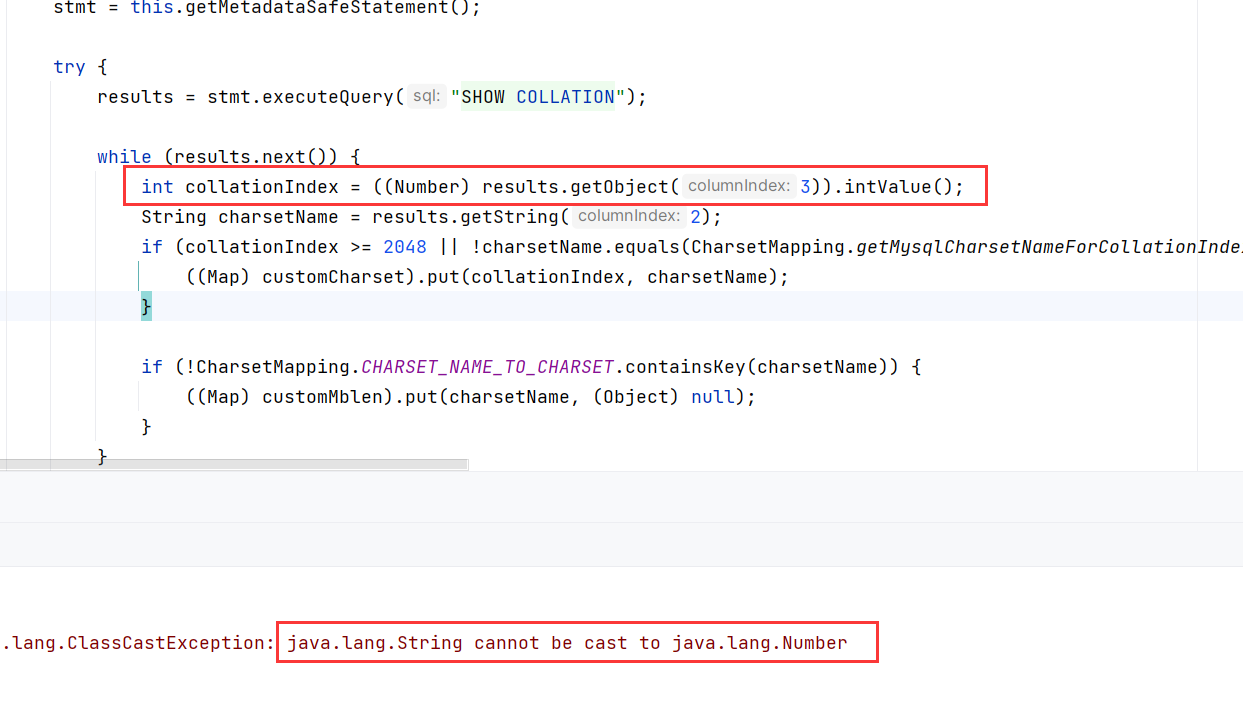 stmt = this.getMetadataSafeStatement();
try {
results = stmt.executeQuery( sql: "SHOW COLLATION");
while (results.next()) {
int collationIndex = ((Number) results.getObject( columnIndex: 3)).intValue();
String charsetName = results.getString( columnIndex: 2);
if (collationIndex >= 2048 || !charsetName.equals(CharsetMapping.getMysqlCharsetNameForCollationInde
((Map) customCharset).put(collationIndex, charsetName);
}
if (!CharsetMapping.CHARSET_NAME_TO_CHARSET.containsKey(charsetName)) {
((Map) customMblen).put(charsetName, (Object) null);
}
}
.lang.ClassCastException: java.lang.String cannot be cast to java.lang.Number